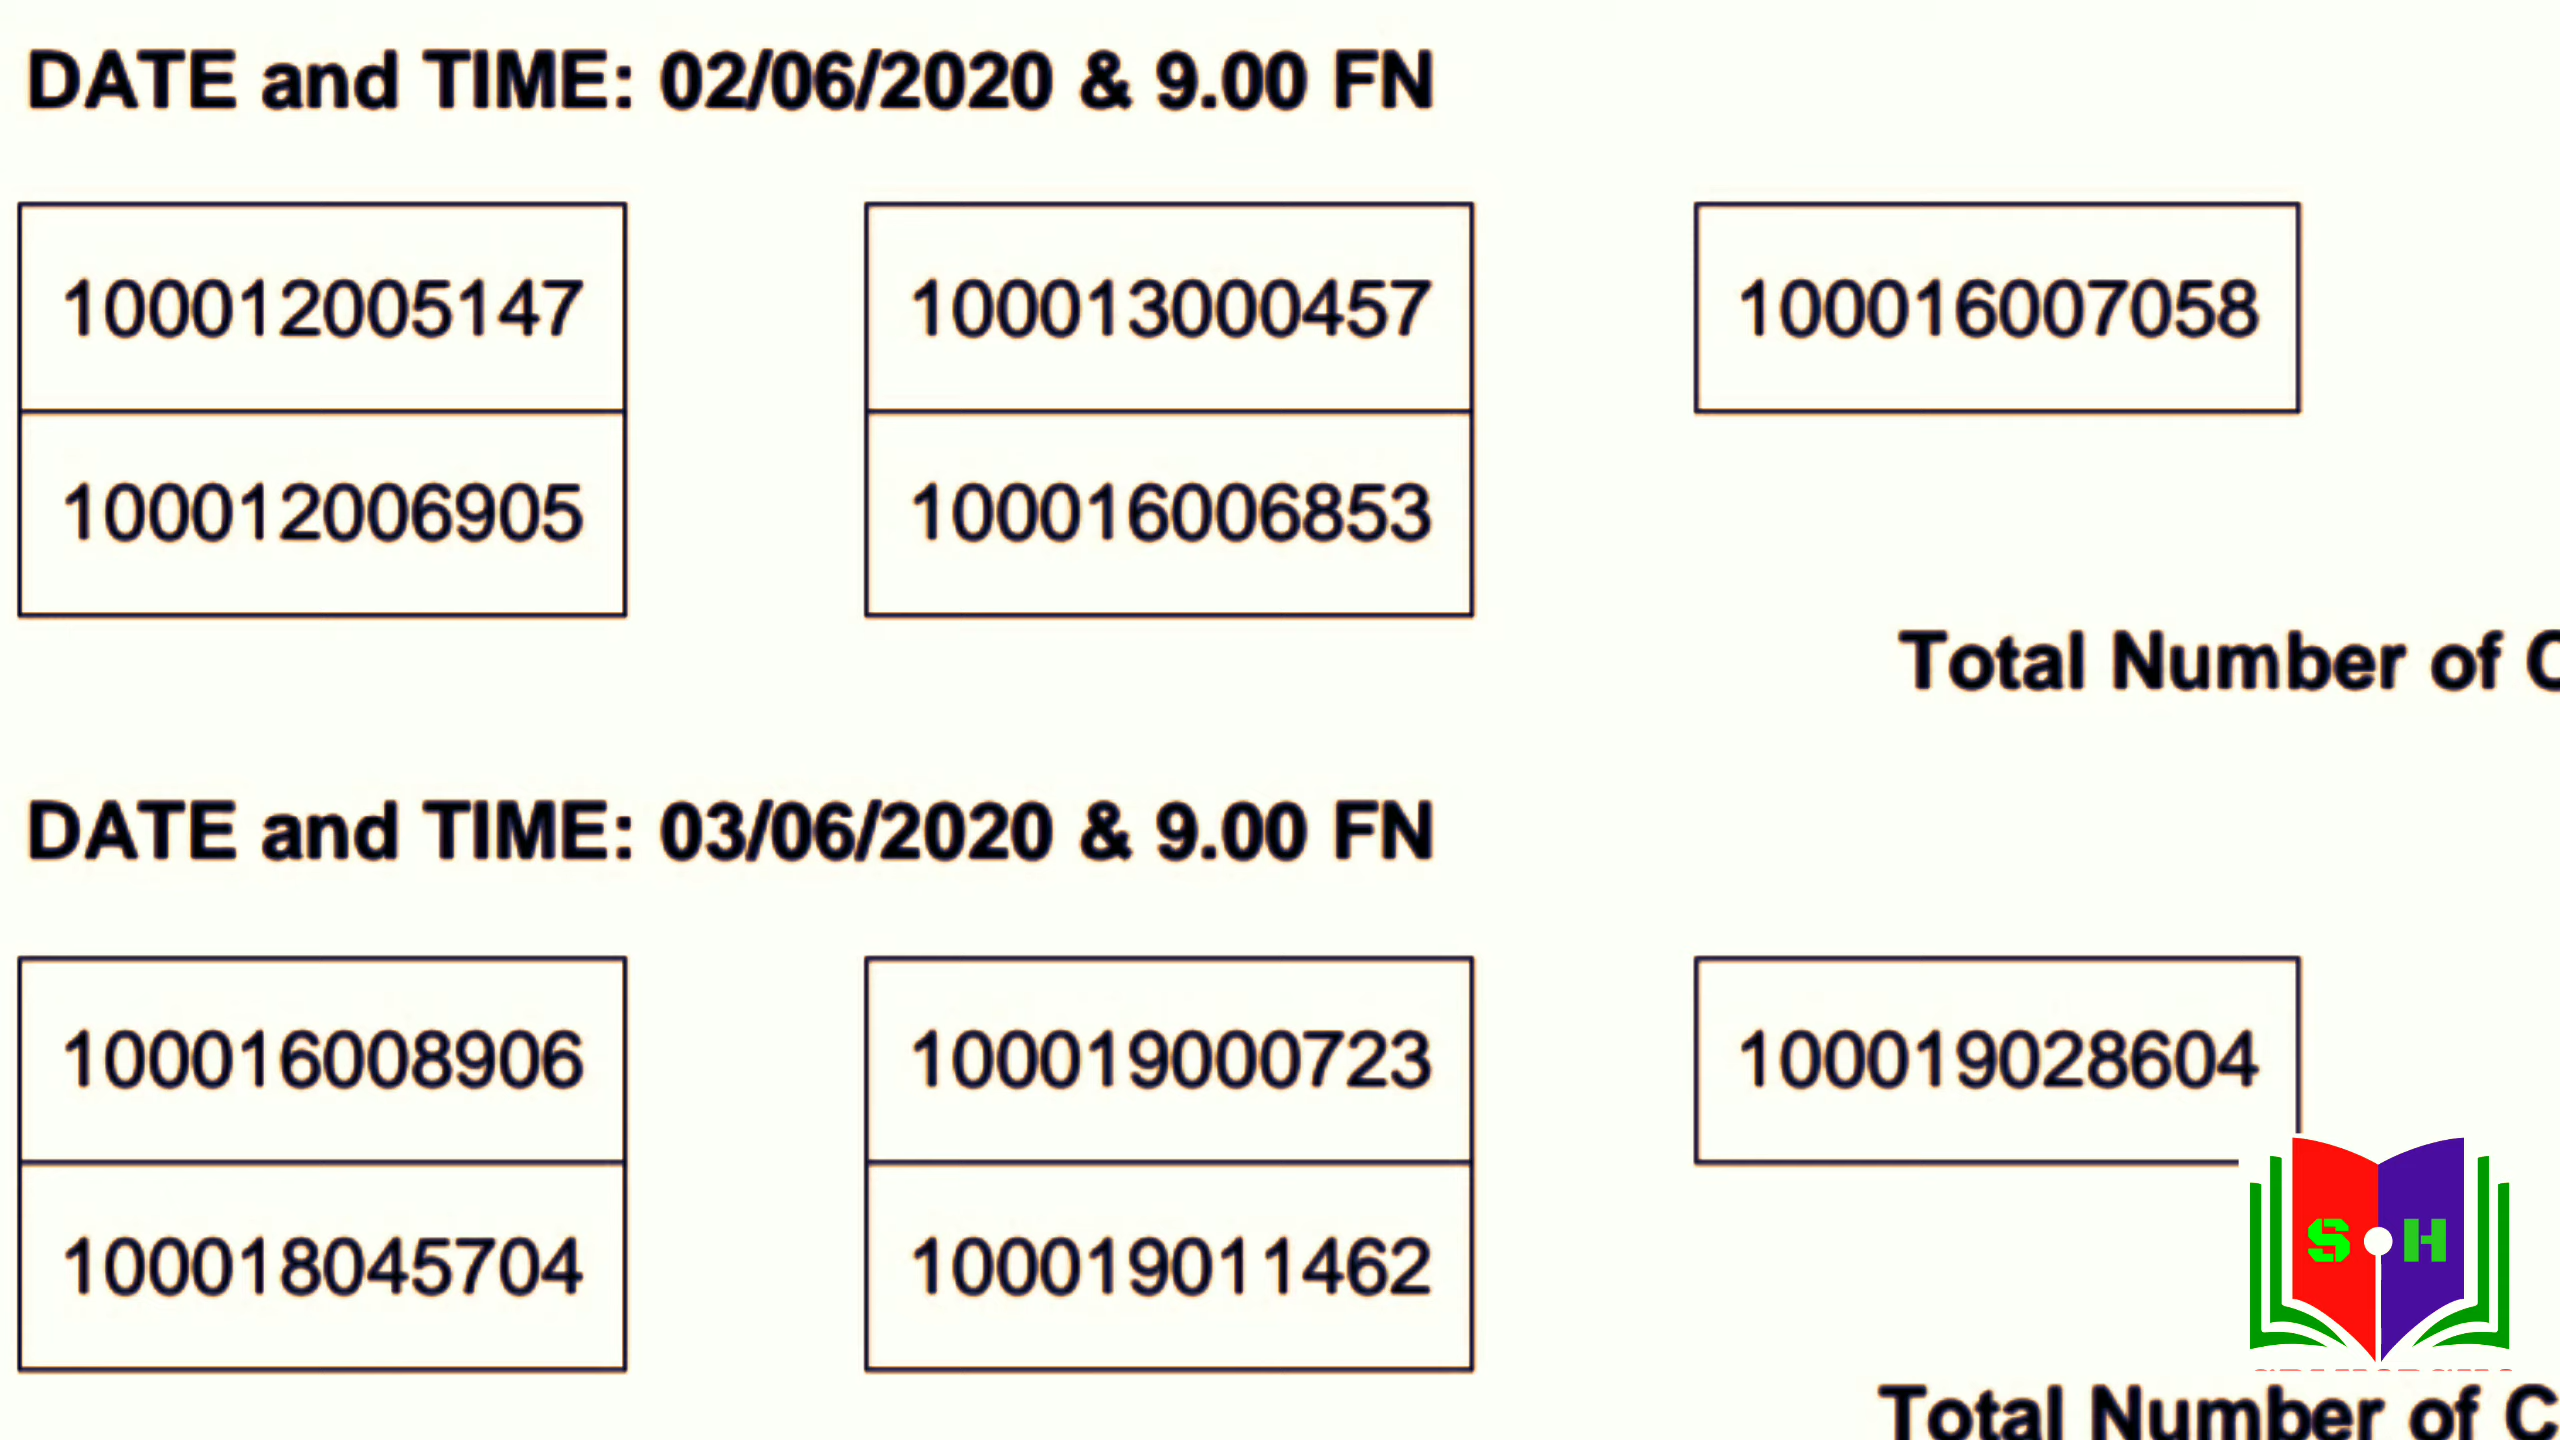 DATE and TIME: 02/06/2020 & 9.00 FN
100012005147 100013000457 100016007058
100012006905 100016006853
Total Number of C
DATE and TIME: 03/06/2020 & 9.00 FN
100016008906 100019000723 100019028604
100018045704 100019011462
S H
Total Number of C